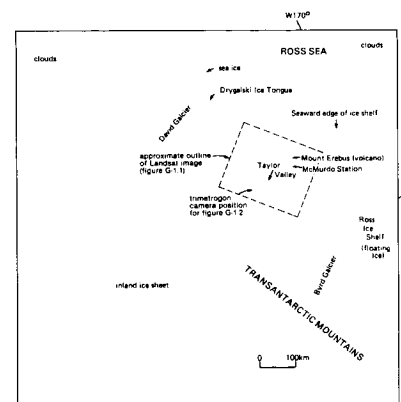 W170°
clouds
ROSS SEA
clouds
sea ice
Drygalski Ice Tongue
David Galcier
Seaward edge of ice shelf
approximate outline
of Landsat image
(figure G-1.1)
Mount Erebus (volcano)
Taylor
Valley
McMurdo Station
trimetrogon
camera position
for figure G-1.2
Ross
Ice
Shelf
(floating
Ice)
Byrd Galcier
inland ice sheet
TRANSANTARCTIC MOUNTAINS
0 100km